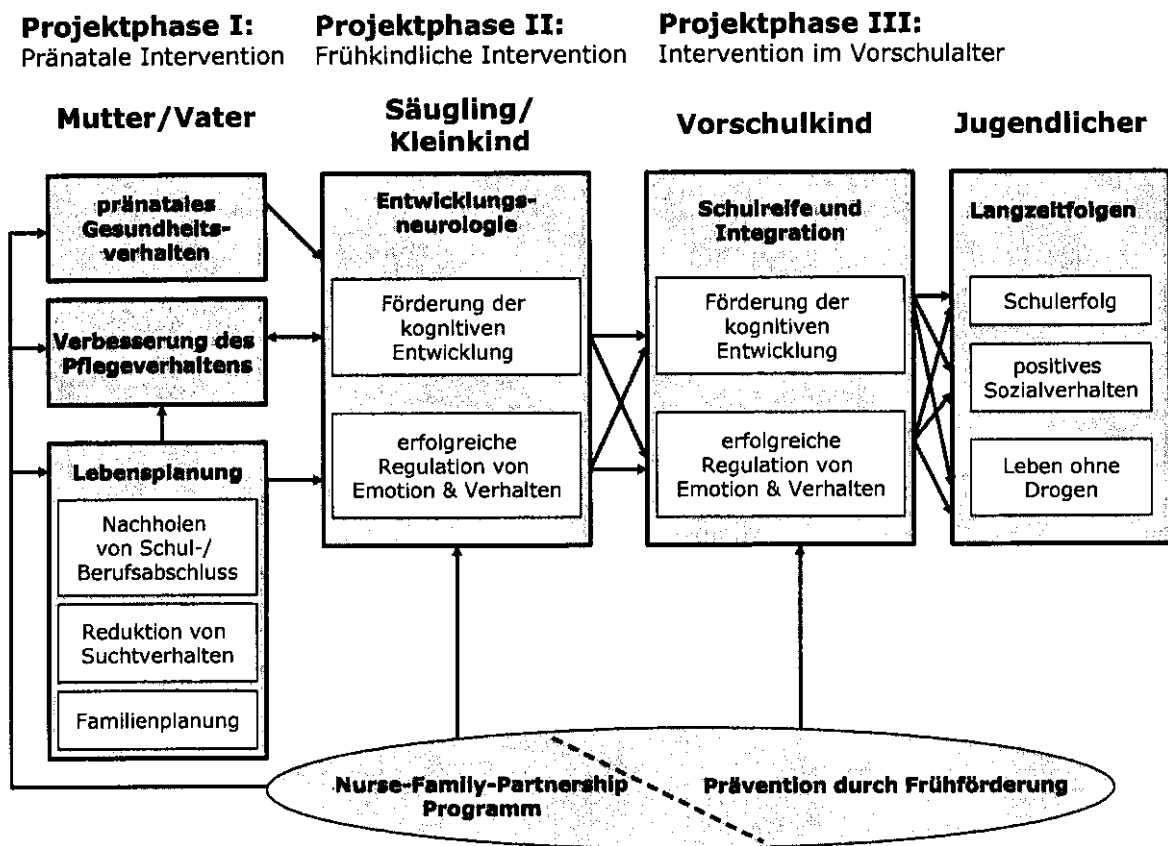 Projektphase I:
Pränatale Intervention
Projektphase II:
Frühkindliche Intervention
Projektphase III:
Intervention im Vorschulalter
Mutter/Vater
pränatales
Gesundheits-
verhalten
Verbesserung des
Pflegeverhaltens
Lebensplanung
Nachholen
von Schul-/
Berufsabschluss
Reduktion von
Suchtverhalten
Familienplanung
Säugling/
Kleinkind
Entwicklungs-
neurologie
Förderung der
kognitiven
Entwicklung
erfolgreiche
Regulation von
Emotion & Verhalten
Vorschulkind
Schulreife und
Integration
Förderung der
kognitiven
Entwicklung
erfolgreiche
Regulation von
Emotion & Verhalten
Jugendlicher
Langzeitfolgen
Schulerfolg
positives
Sozialverhalten
Leben ohne
Drogen
Nurse-Family-Partnership
Programm
Prävention durch Frühförderung